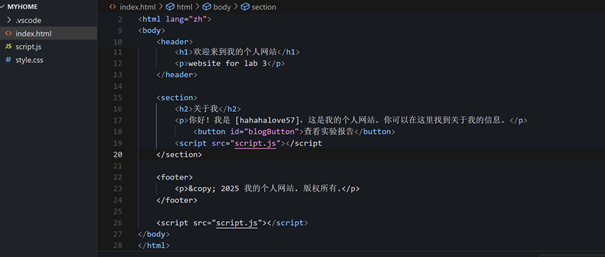 MYHOME
.vscode
index.html
JS script.js
# style.css
<> index.html > html > body > section
2 <html lang="zh">
9 <body>
10 <header>
11 <h1>欢迎来到我的个人网站</h1>
12 <p>website for lab 3</p>
13 </header>
14
15 <section>
16 <h2>关于我</h2>
17 <p>你好！我是 [hahahalove57]，这是我的个人网站。你可以在这里找到关于我的信息。</p>
18 <button id="blogButton">查看实验报告</button>
19 <script src="script.js"></script
20 </section>
21
22 <footer>
23 <p>&copy; 2025 我的个人网站. 版权所有.</p>
24 </footer>
25
26 <script src="script.js"></script>
27 </body>
28 </html>